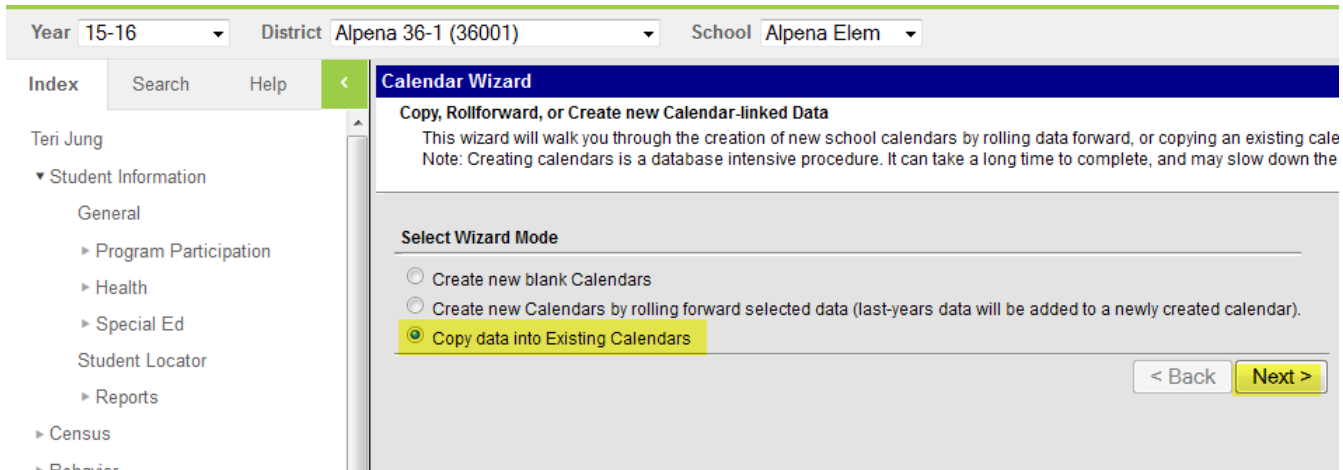 Year 15-16 District Alpena 36-1 (36001) School Alpena Elem
Index Search Help <
Teri Jung
▾ Student Information
General
▸ Program Participation
▸ Health
▸ Special Ed
Student Locator
▸ Reports
▸ Census
▸ Behavior
Calendar Wizard
Copy, Rollforward, or Create new Calendar-linked Data
This wizard will walk you through the creation of new school calendars by rolling data forward, or copying an existing cale
Note: Creating calendars is a database intensive procedure. It can take a long time to complete, and may slow down the
Select Wizard Mode
Create new blank Calendars
Create new Calendars by rolling forward selected data (last-years data will be added to a newly created calendar).
Copy data into Existing Calendars
< Back Next >